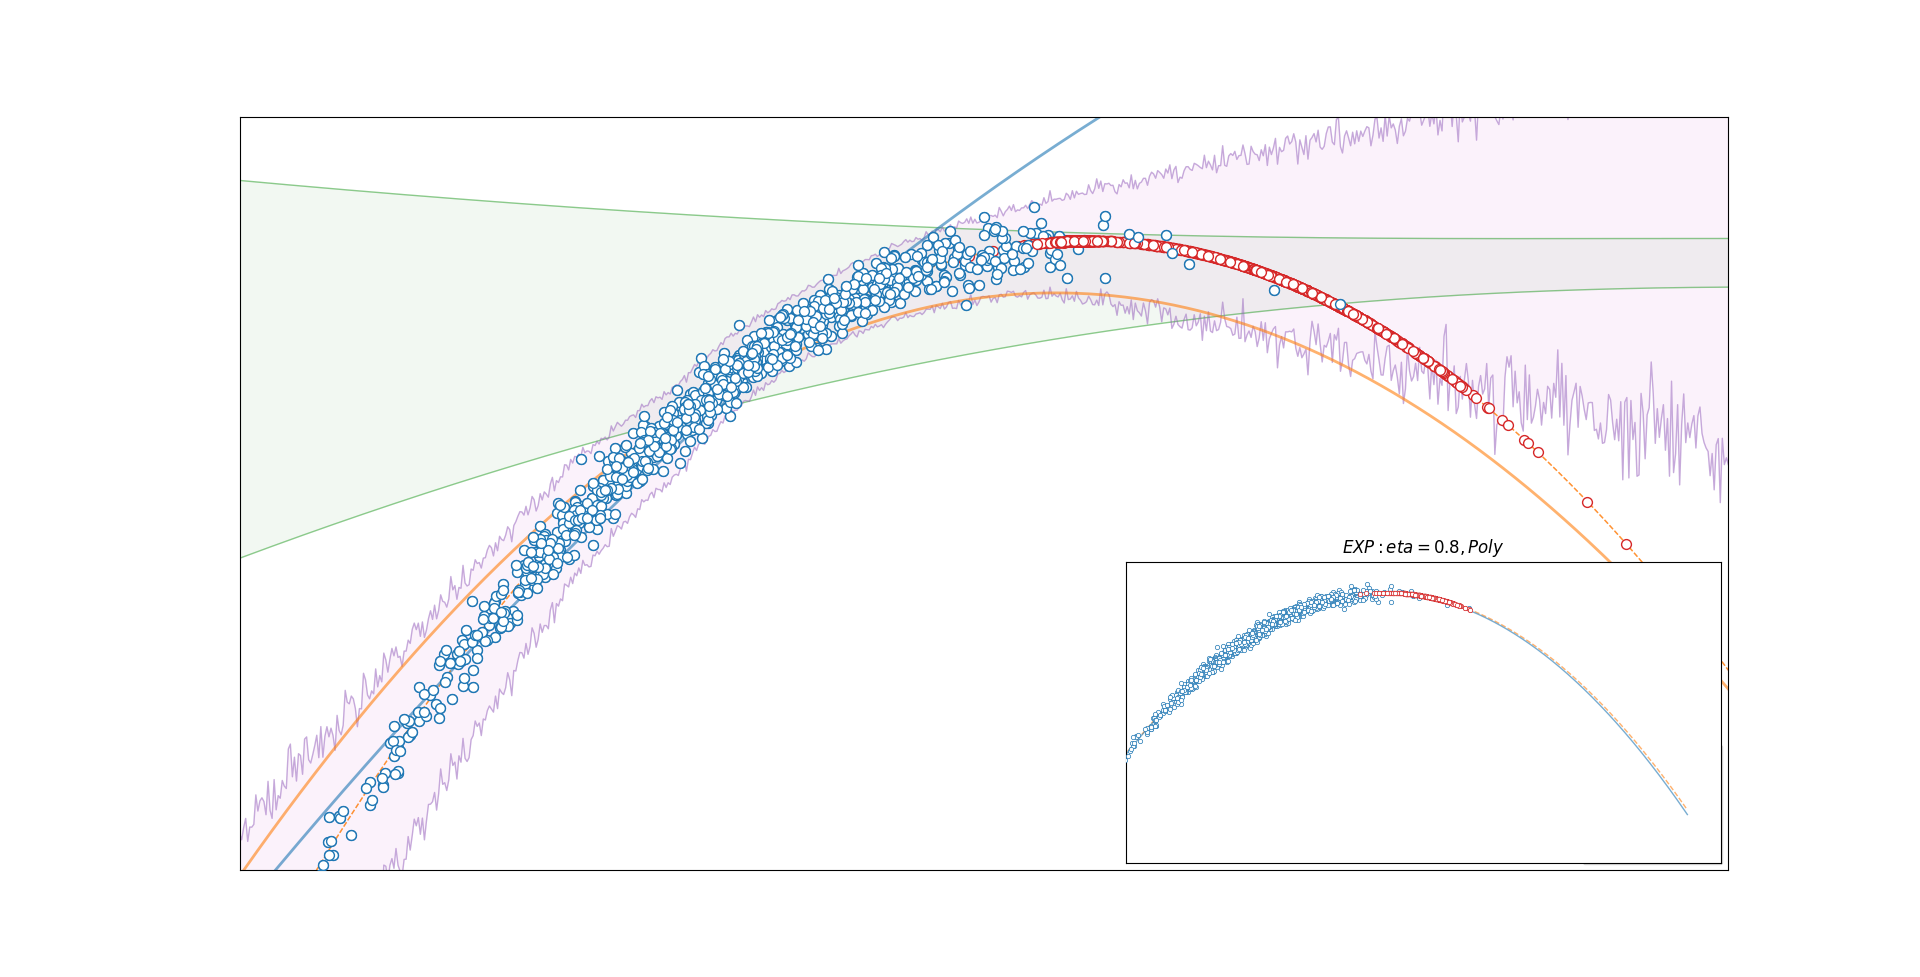 EXP : eta = 0.8, Poly